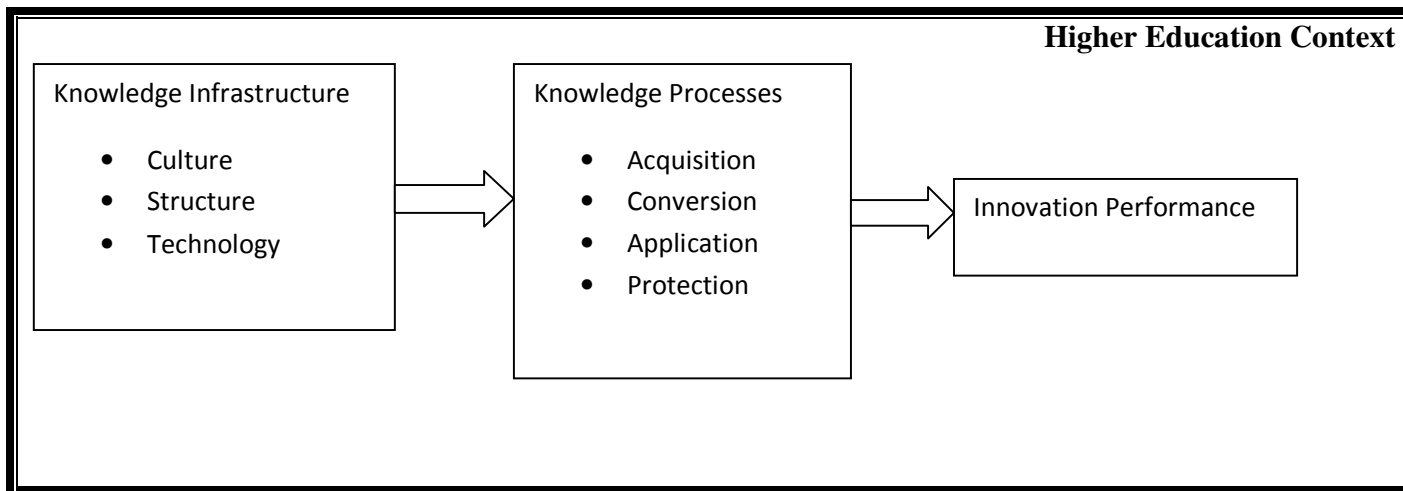 Higher Education Context
Knowledge Infrastructure
• Culture
• Structure
• Technology
Knowledge Processes
• Acquisition
• Conversion
• Application
• Protection
Innovation Performance